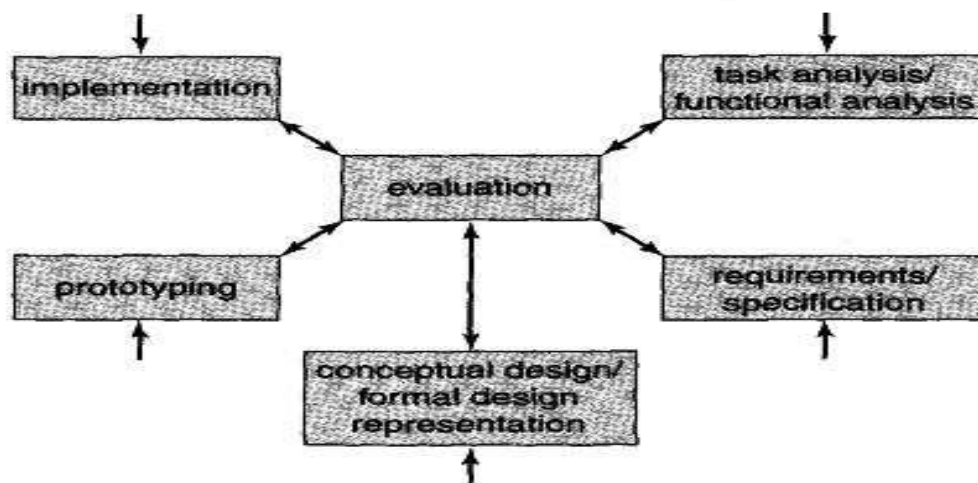 implementation
task analysis/
functional analysis
evaluation
prototyping
requirements/
specification
conceptual design/
formal design
representation